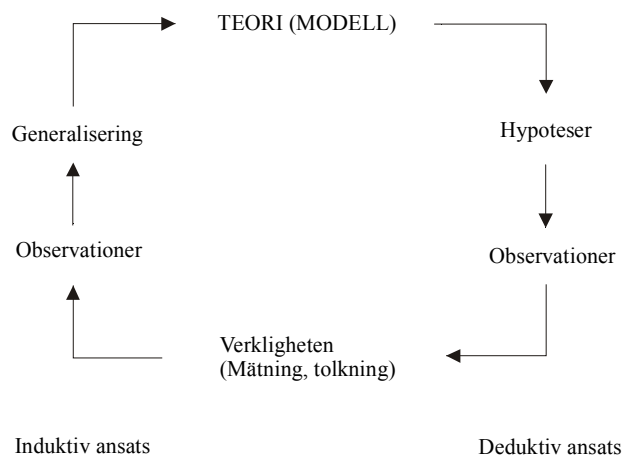 TEORI (MODELL)
Generalisering
Hypoteser
Observationer
Observationer
Verkligheten
(Mätning, tolkning)
Induktiv ansats
Deduktiv ansats